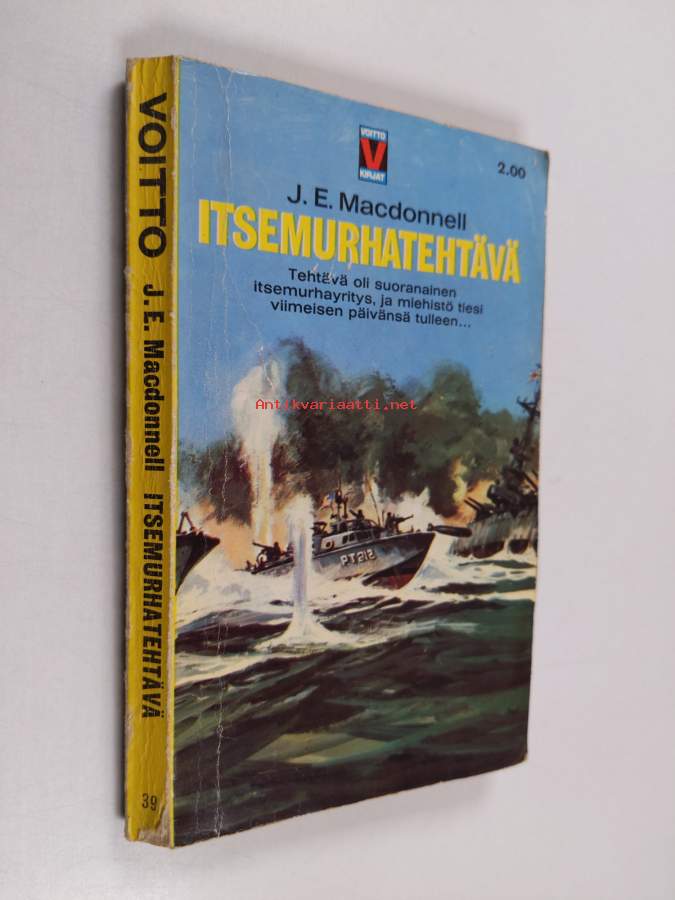 VOITTO J.E. Macdonnell ITSEMURHATEHTÄVÄ
39
VOITTO
V
KIRJAT
2.00
J. E. Macdonnell
ITSEMURHATEHTÄVÄ
Tehtävä oli suoranainen
itsemurhayritys, ja miehistö tiesi
viimeisen päivänsä tulleen...
Antikvariaatti.net
PT212